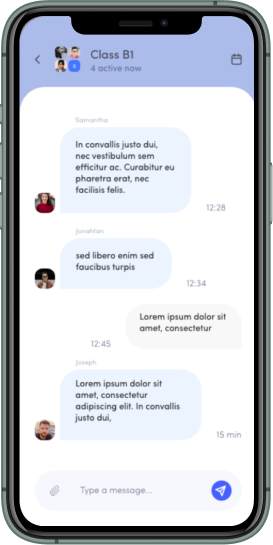 Class B1
4 active now
Samantha
In convallis justo dui,
nec vestibulum sem
efficitur ac. Curabitur eu
pharetra erat, nec
facilisis felis.
12:28
Junahtan
sed libero enim sed
faucibus turpis
12:34
Lorem ipsum dolor sit
amet, consectetur
12:45
Joseph
Lorem ipsum dolor sit
amet, consectetur
adipiscing elit. In convallis
justo dui,
15 min
Type a message...